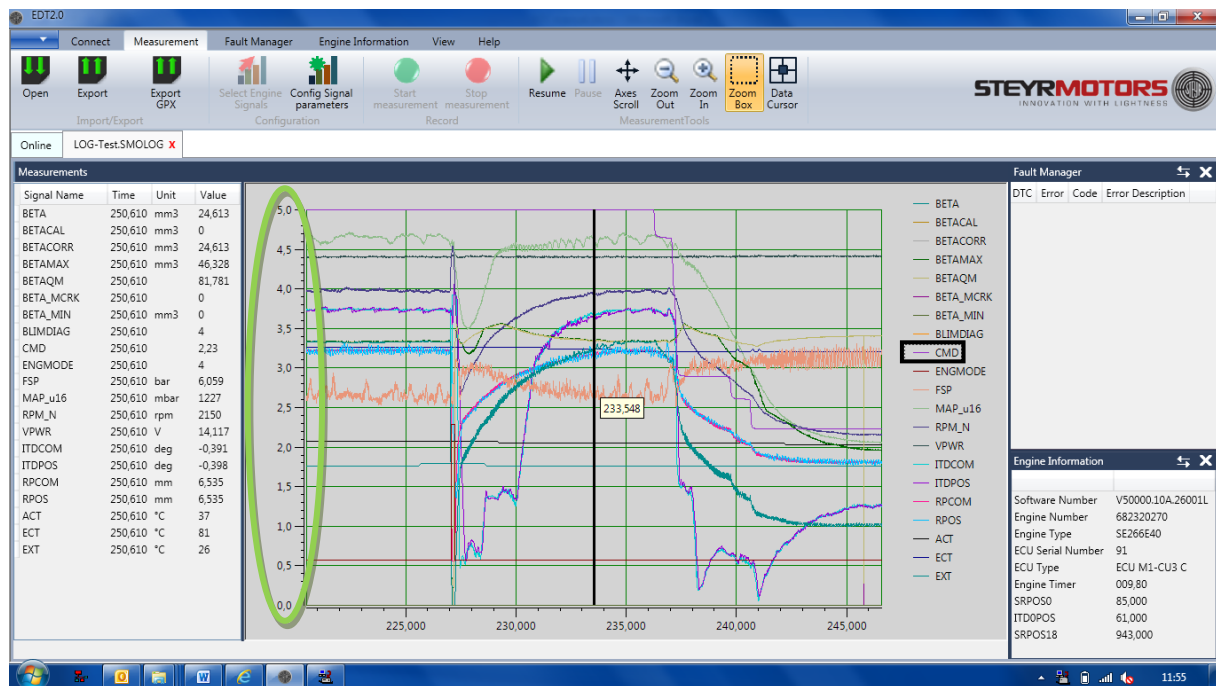 EDT2.0
Connect Measurement Fault Manager Engine Information View Help
Open Export Export GPX Select Engine Signals Config Signal parameters Start measurement Stop measurement Resume Pause Axes Scroll Zoom Out Zoom In Zoom Box Data Cursor
Import/Export Configuration Record MeasurementTools
STEYRMOTORS
INNOVATION WITH LIGHTNESS
Online LOG-Test.SMOLOG X
Measurements
Signal Name Time Unit Value
BETA 250,610 mm3 24,613
BETACAL 250,610 mm3 0
BETACORR 250,610 mm3 24,613
BETAMAX 250,610 mm3 46,328
BETAQM 250,610 81,781
BETA_MCRK 250,610 0
BETA_MIN 250,610 mm3 0
BLIMDIAG 250,610 4
CMD 250,610 2,23
ENGMODE 250,610 4
FSP 250,610 bar 6,059
MAP_u16 250,610 mbar 1227
RPM_N 250,610 rpm 2150
VPWR 250,610 V 14,117
ITDCOM 250,610 deg -0,391
ITDPOS 250,610 deg -0,398
RPCOM 250,610 mm 6,535
RPOS 250,610 mm 6,535
ACT 250,610 °C 37
ECT 250,610 °C 81
EXT 250,610 °C 26
5,0
4,5
4,0
3,5
3,0
2,5
2,0
1,5
1,0
0,5
0,0
233,548
225,000 230,000 235,000 240,000 245,000
BETA
BETACAL
BETACORR
BETAMAX
BETAQM
BETA_MCRK
BETA_MIN
BLIMDIAG
CMD
ENGMODE
FSP
MAP_u16
RPM_N
VPWR
ITDCOM
ITDPOS
RPCOM
RPOS
ACT
ECT
EXT
Fault Manager
DTC Error Code Error Description
Engine Information
Software Number V50000.10A.26001L
Engine Number 682320270
Engine Type SE266E40
ECU Serial Number 91
ECU Type ECU M1-CU3 C
Engine Timer 009,80
SRPOS0 85,000
ITD0POS 61,000
SRPOS18 943,000
11:55